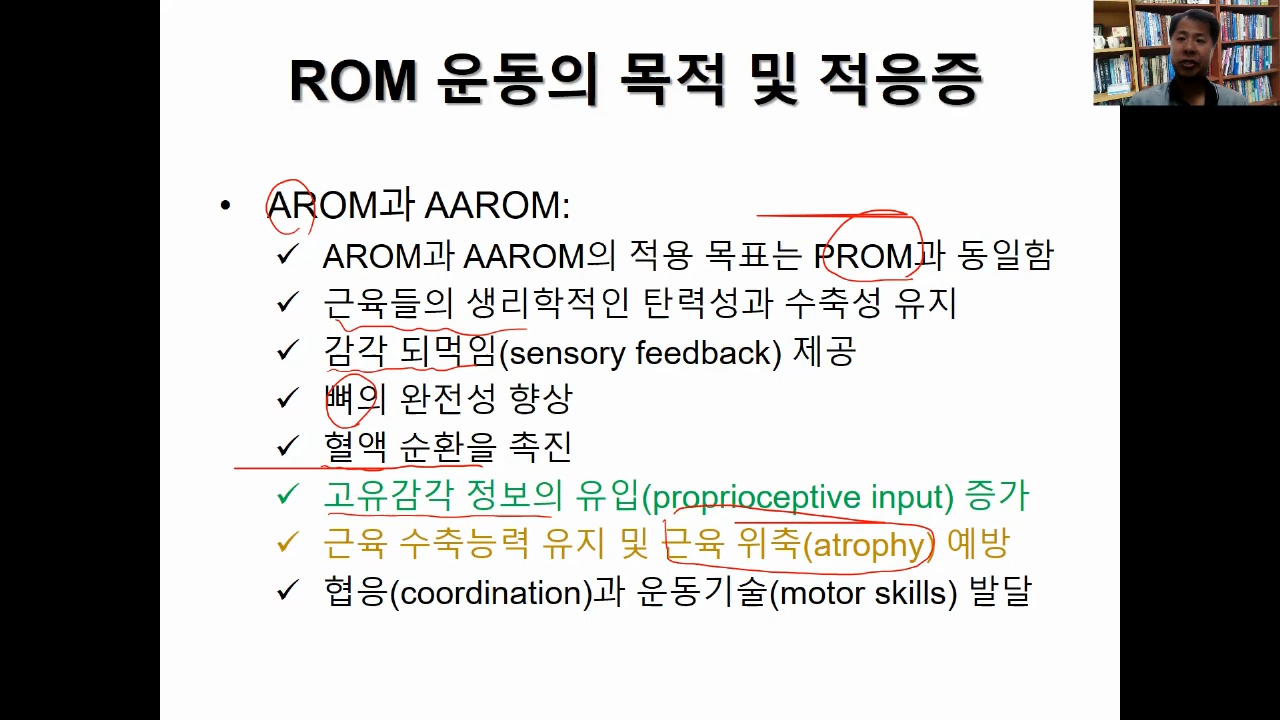 ROM 운동의 목적 및 적응증
• AROM과 AAROM:
✓ AROM과 AAROM의 적용 목표는 PROM과 동일함
✓ 근육들의 생리학적인 탄력성과 수축성 유지
✓ 감각 되먹임(sensory feedback) 제공
✓ 뼈의 완전성 향상
✓ 혈액 순환을 촉진
✓ 고유감각 정보의 유입(proprioceptive input) 증가
✓ 근육 수축능력 유지 및 근육 위축(atrophy) 예방
✓ 협응(coordination)과 운동기술(motor skills) 발달